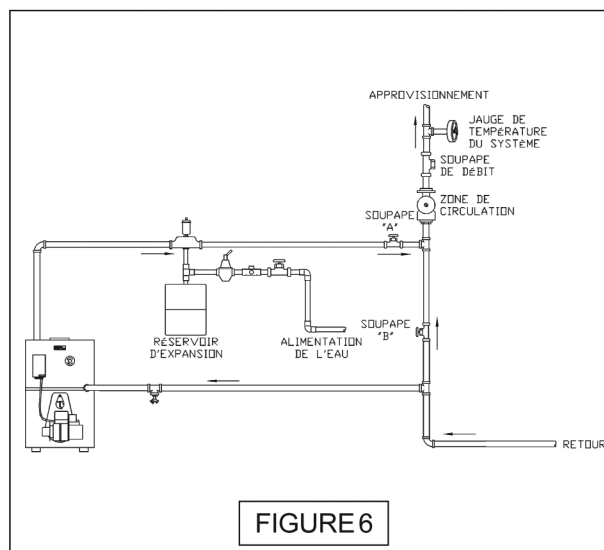 APPROVISIONNEMENT
JAUGE DE
TEMPÉRATURE
DU SYSTÈME
SOUPAPE
DE DÉBIT
ZONE DE
CIRCULATION
SOUPAPE
"A"
SOUPAPE
"B"
RÉSERVOIR
D'EXPANSION
ALIMENTATION
DE L'EAU
RETOUR
FIGURE 6